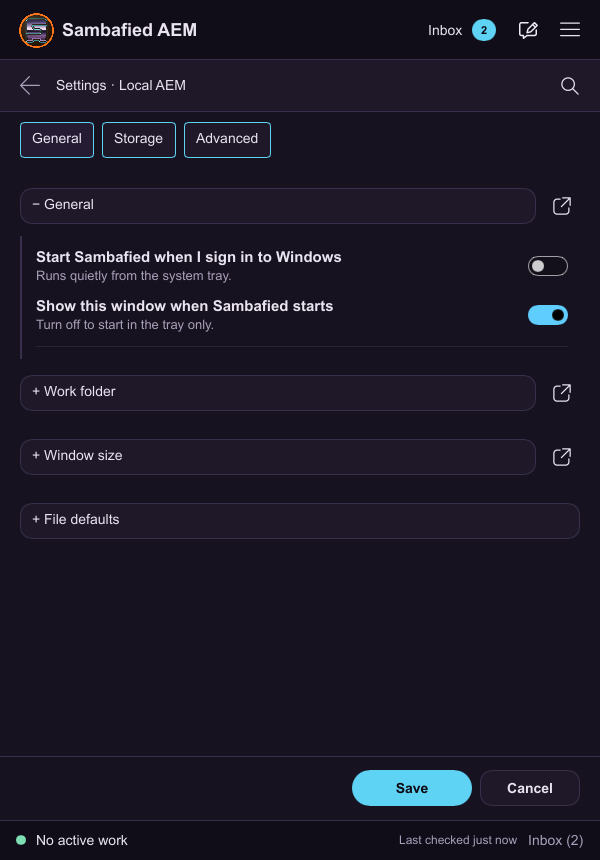 Sambafied AEM
Inbox 2
Settings · Local AEM
General
Storage
Advanced
− General
Start Sambafied when I sign in to Windows
Runs quietly from the system tray.
Show this window when Sambafied starts
Turn off to start in the tray only.
+ Work folder
+ Window size
+ File defaults
Save
Cancel
No active work
Last checked just now
Inbox (2)